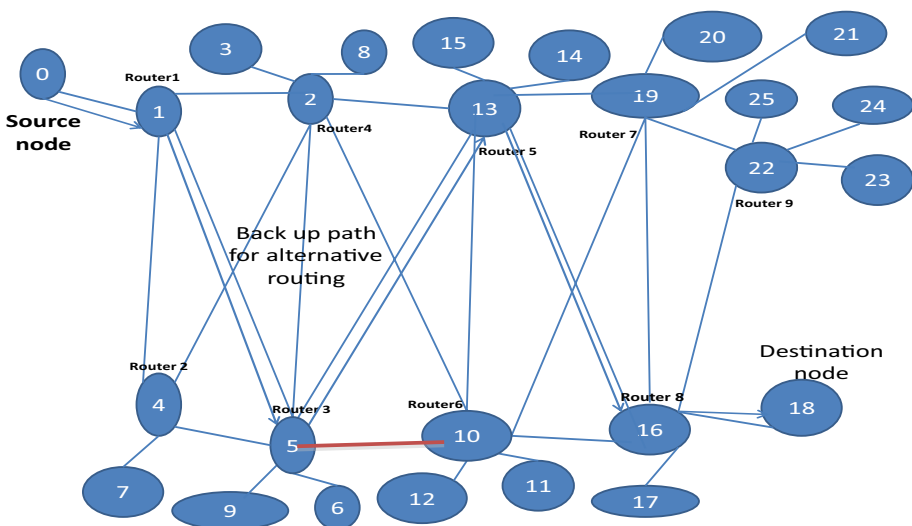 3
8
15
14
20
21
0
Router1
1
2
13
19
25
24
Source
node
Router4
Router 5
Router 7
22
23
Router 9
Back up path
for alternative
routing
Destination
node
Router 2
4
Router 3
5
Router6
10
Router 8
16
18
7
9
6
12
11
17